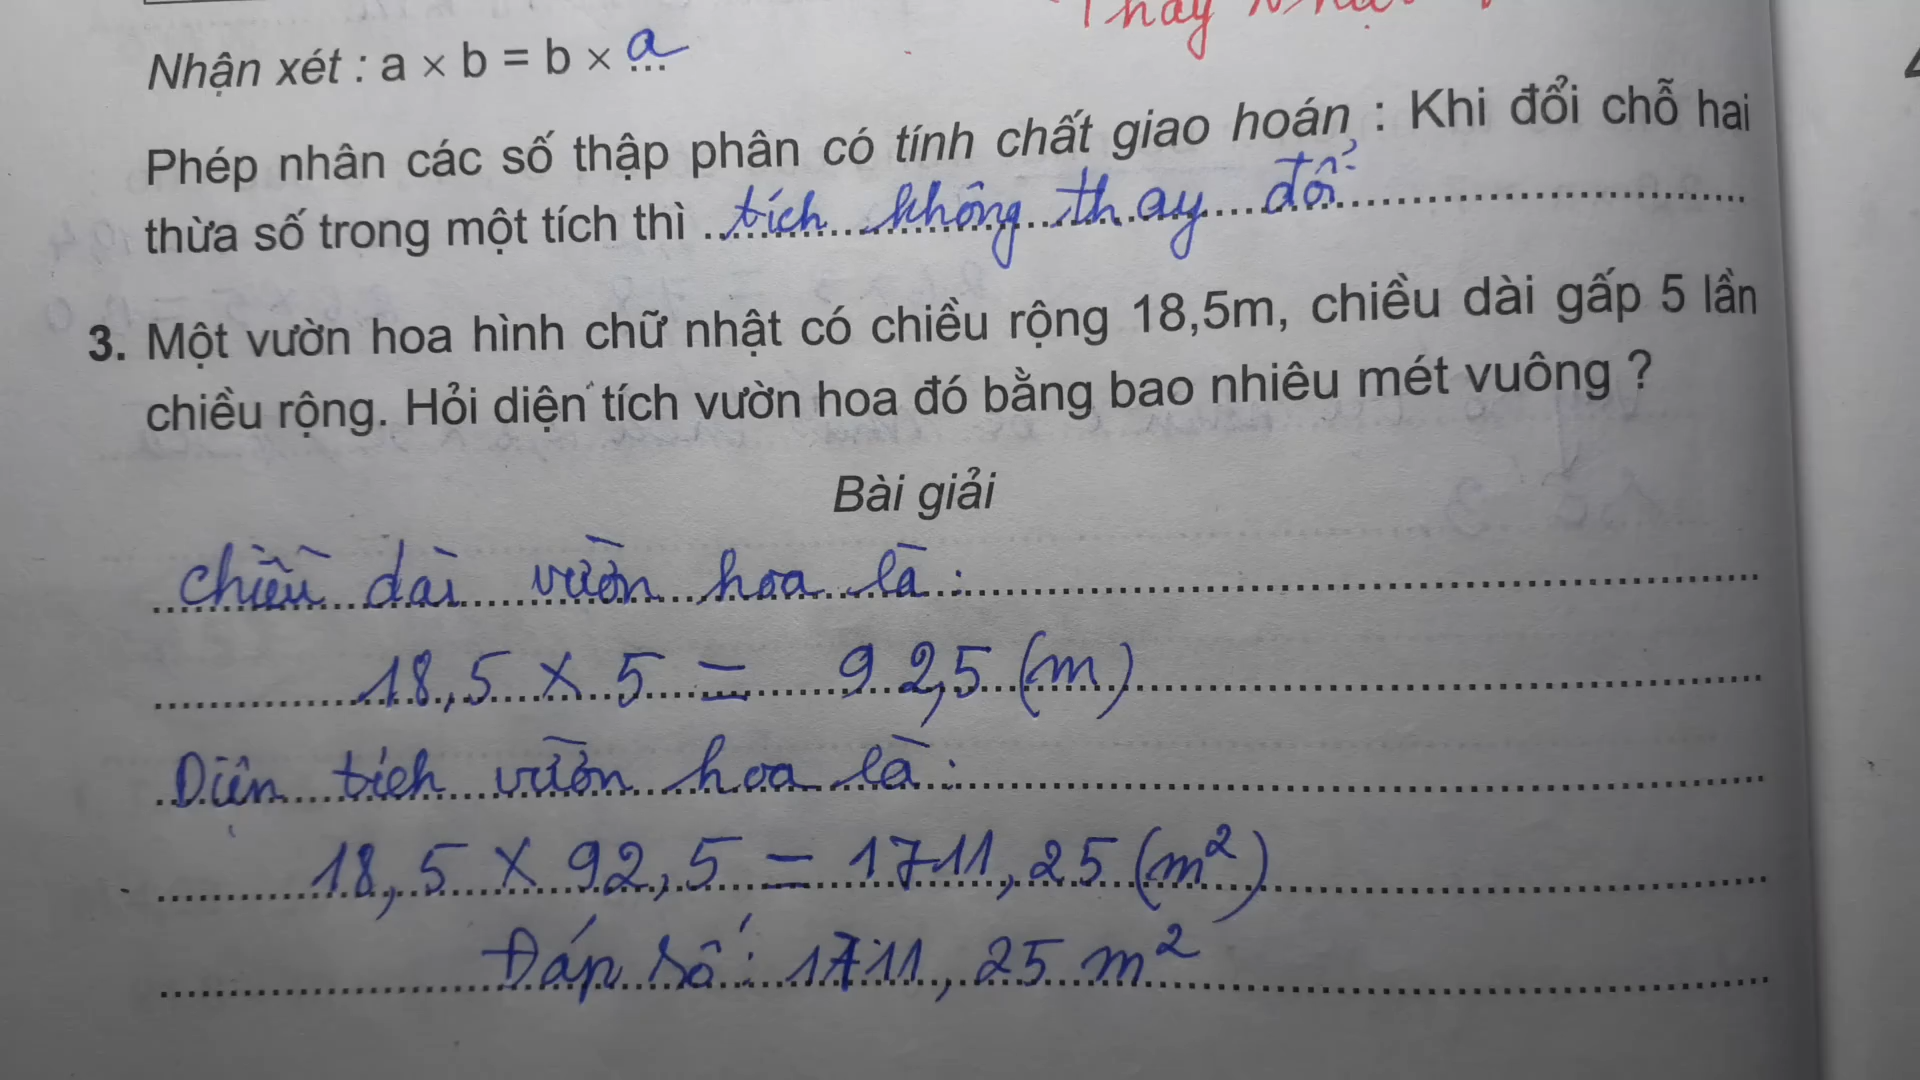 Thầy
Nhận xét : a × b = b × a
Phép nhân các số thập phân có tính chất giao hoán : Khi đổi chỗ hai
thừa số trong một tích thì tích không thay đổi
3. Một vườn hoa hình chữ nhật có chiều rộng 18,5m, chiều dài gấp 5 lần
chiều rộng. Hỏi diện tích vườn hoa đó bằng bao nhiêu mét vuông ?
Bài giải
Chiều dài vườn hoa là :
18,5 × 5 = 92,5 (m)
Diện tích vườn hoa là :
18,5 × 92,5 = 1711,25 (m²)
Đáp số : 1711,25 m²